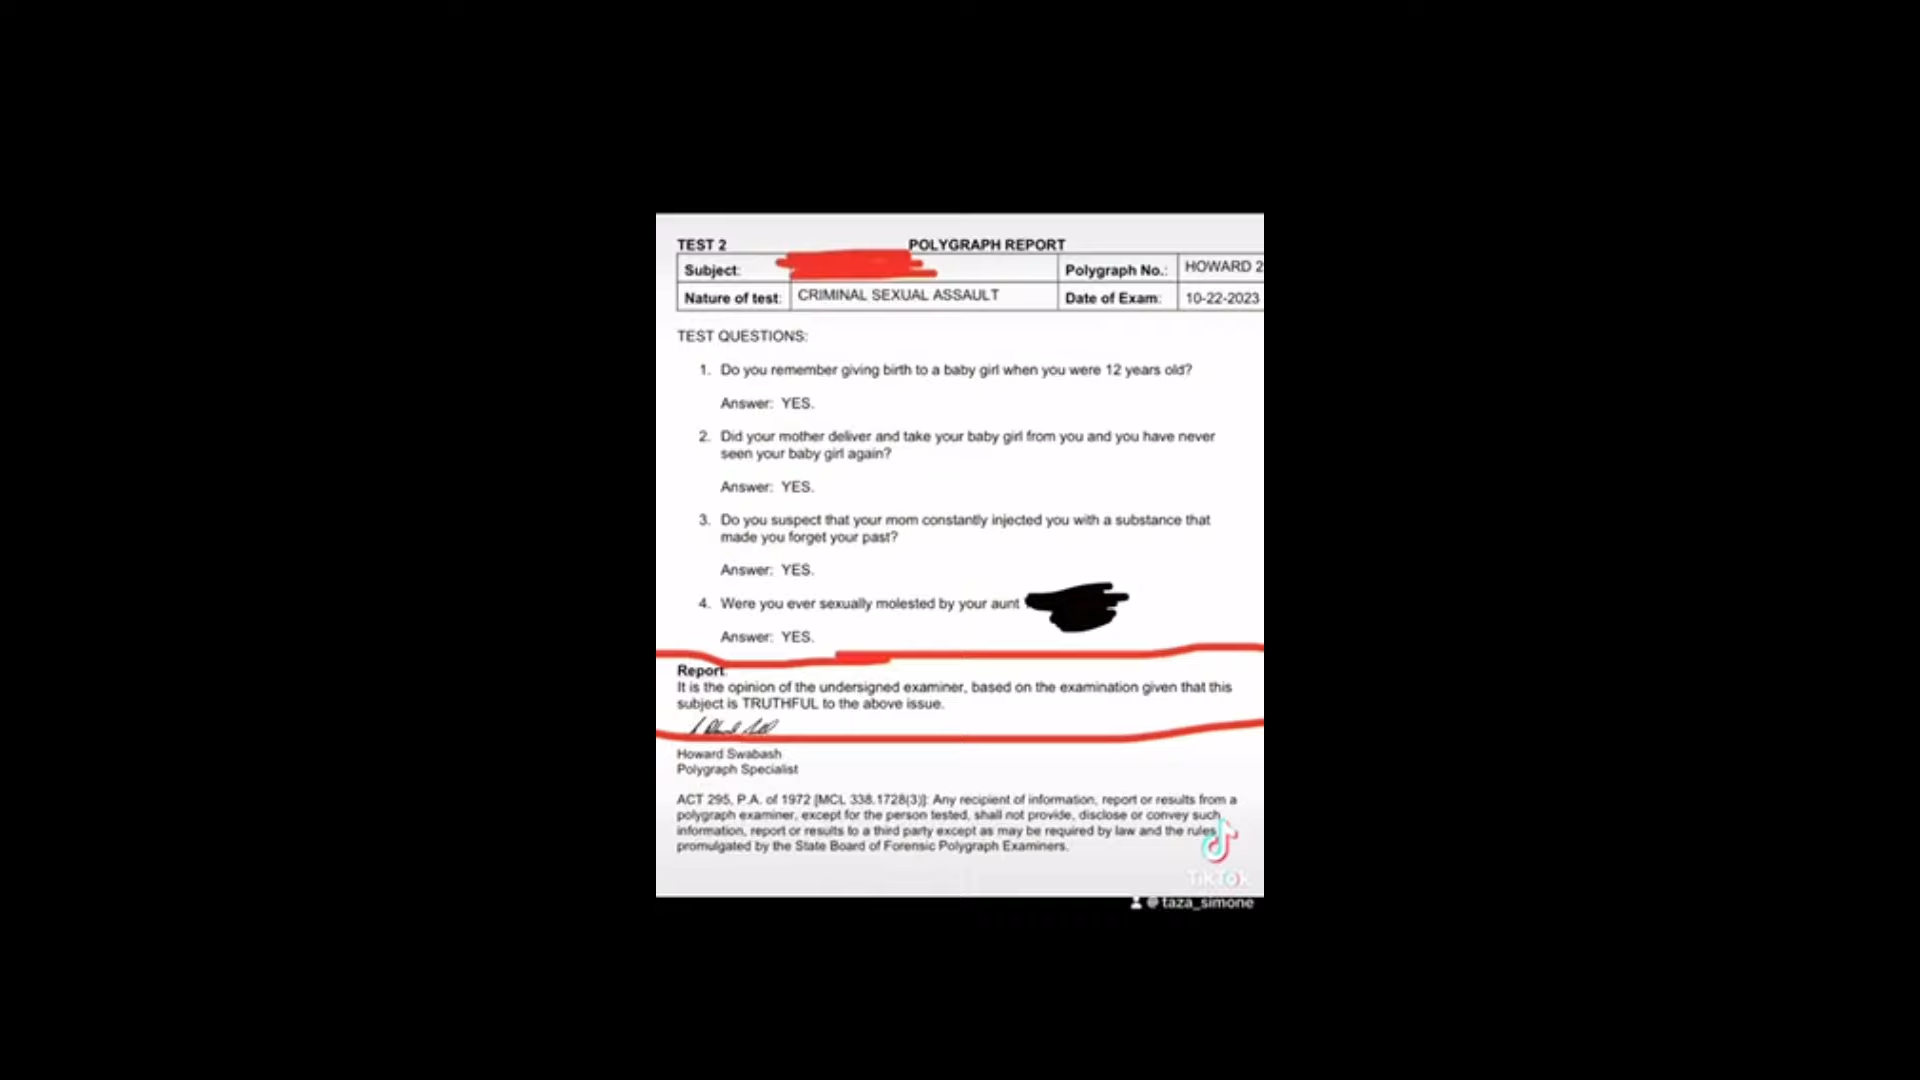 TEST 2 POLYGRAPH REPORT
Subject: Polygraph No.: HOWARD 2
Nature of test: CRIMINAL SEXUAL ASSAULT Date of Exam: 10-22-2023
TEST QUESTIONS:
1. Do you remember giving birth to a baby girl when you were 12 years old?
Answer: YES.
2. Did your mother deliver and take your baby girl from you and you have never
seen your baby girl again?
Answer: YES.
3. Do you suspect that your mom constantly injected you with a substance that
made you forget your past?
Answer: YES.
4. Were you ever sexually molested by your aunt
Answer: YES.
Report
It is the opinion of the undersigned examiner, based on the examination given that this
subject is TRUTHFUL to the above issue.
Howard Swabash
Polygraph Specialist
ACT 295, P.A. of 1972 [MCL 338.1728(3)]: Any recipient of information, report or results from a
polygraph examiner, except for the person tested, shall not provide, disclose or convey such
information, report or results to a third party except as may be required by law and the rules
promulgated by the State Board of Forensic Polygraph Examiners.
TikTok
@taza_simone